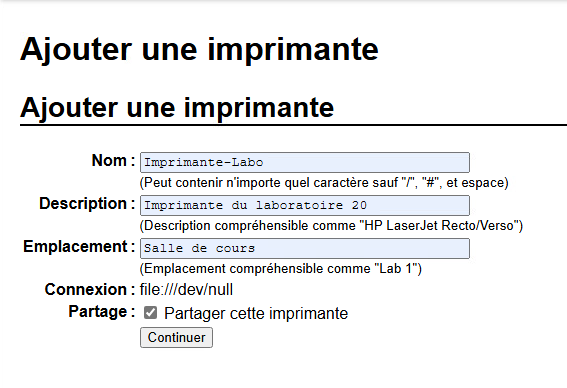 Ajouter une imprimante
Ajouter une imprimante
Nom : Imprimante-Labo
(Peut contenir n'importe quel caractère sauf "/", "#", et espace)
Description : Imprimante du laboratoire 20
(Description compréhensible comme "HP LaserJet Recto/Verso")
Emplacement : Salle de cours
(Emplacement compréhensible comme "Lab 1")
Connexion : file:///dev/null
Partage : Partager cette imprimante
Continuer